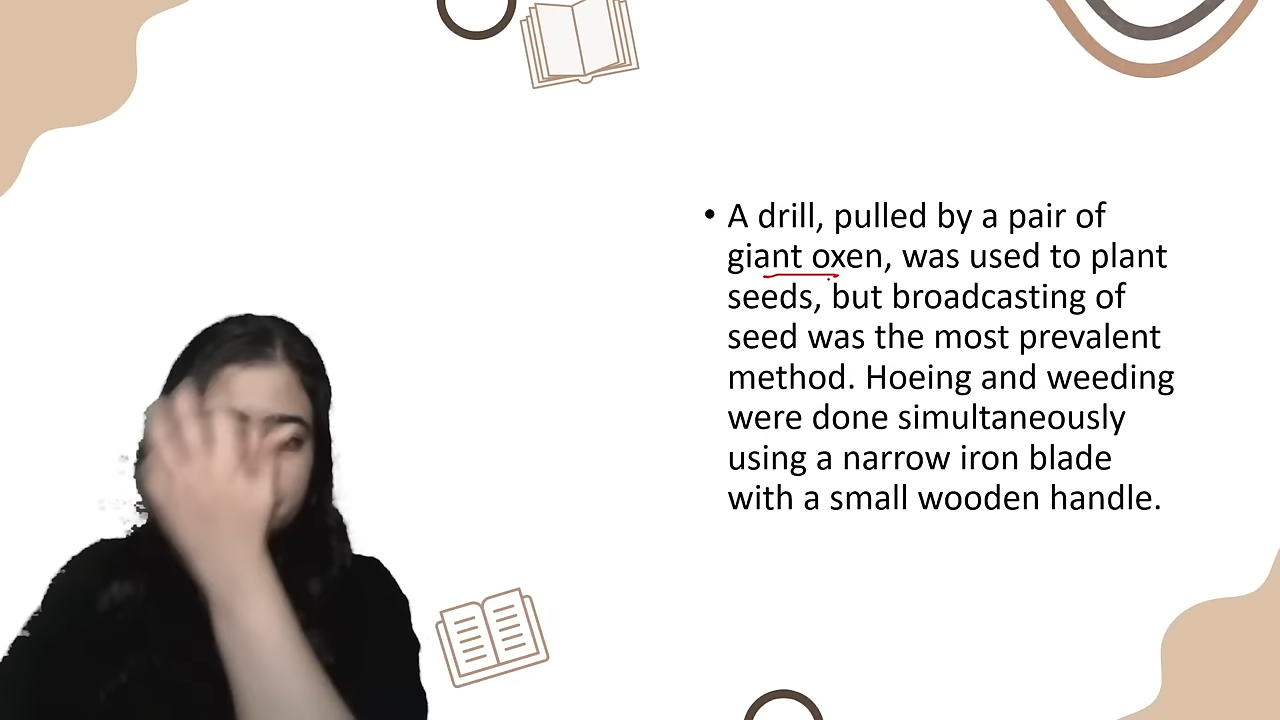 • A drill, pulled by a pair of
giant oxen, was used to plant
seeds, but broadcasting of
seed was the most prevalent
method. Hoeing and weeding
were done simultaneously
using a narrow iron blade
with a small wooden handle.